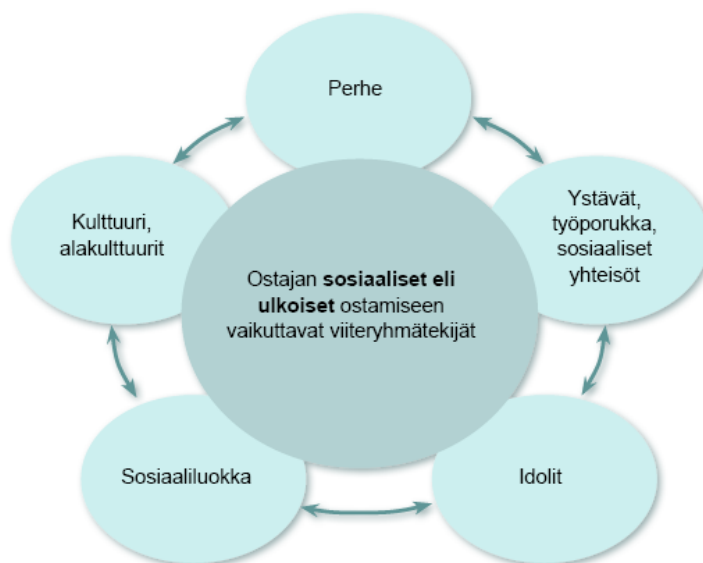 Perhe
Kulttuuri,
alakulttuurit
Ystävät,
työporukka,
sosiaaliset
yhteisöt
Ostajan sosiaaliset eli
ulkoiset ostamiseen
vaikuttavat viiteryhmätekijät
Sosiaaliluokka
Idolit